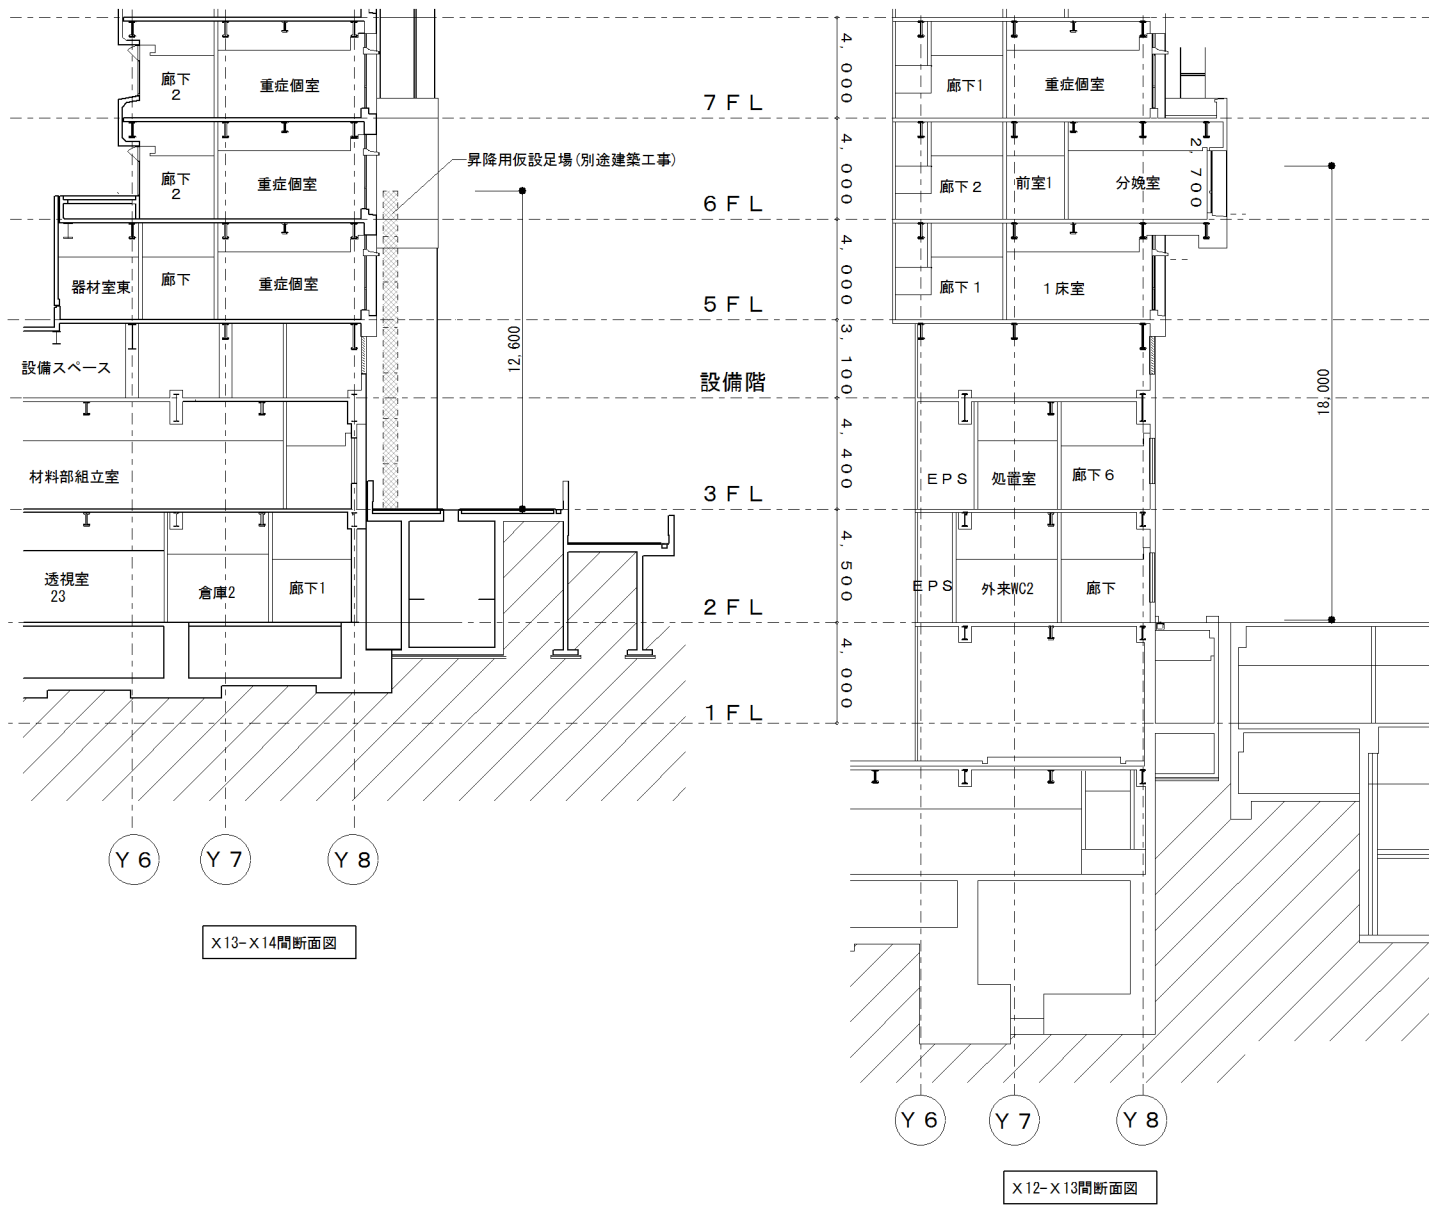 廊下
2
重症個室
廊下
2
重症個室
昇降用仮設足場(別途建築工事)
器材室東
廊下
重症個室
設備スペース
12,600
材料部組立室
透視室
23
倉庫2
廊下1
Y6
Y7
Y8
X13-X14間断面図
7FL
6FL
5FL
設備階
3FL
2FL
1FL
4,000
4,000
4,000
3,100
4,400
4,500
4,000
廊下1
重症個室
廊下2
前室1
分娩室
2,700
廊下1
1床室
18,000
EPS
処置室
廊下6
EPS
外来WC2
廊下
Y6
Y7
Y8
X12-X13間断面図